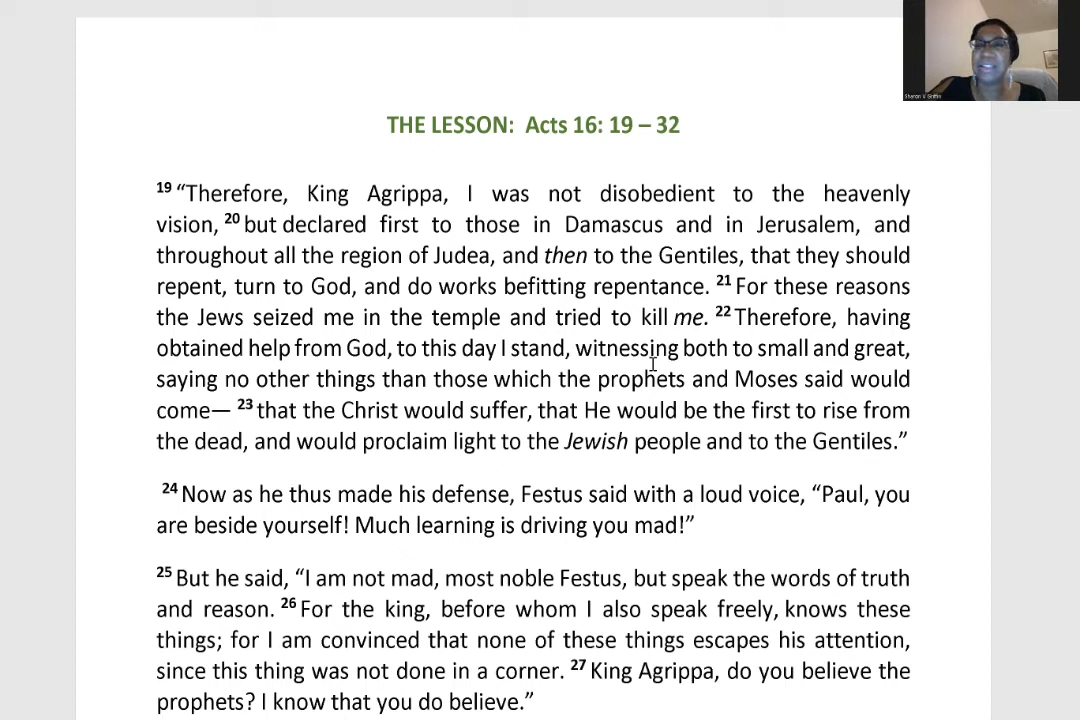 THE LESSON: Acts 16: 19 – 32
19 “Therefore, King Agrippa, I was not disobedient to the heavenly
vision, 20 but declared first to those in Damascus and in Jerusalem, and
throughout all the region of Judea, and then to the Gentiles, that they should
repent, turn to God, and do works befitting repentance. 21 For these reasons
the Jews seized me in the temple and tried to kill me. 22 Therefore, having
obtained help from God, to this day I stand, witnessing both to small and great,
saying no other things than those which the prophets and Moses said would
come— 23 that the Christ would suffer, that He would be the first to rise from
the dead, and would proclaim light to the Jewish people and to the Gentiles.”
24 Now as he thus made his defense, Festus said with a loud voice, “Paul, you
are beside yourself! Much learning is driving you mad!”
25 But he said, “I am not mad, most noble Festus, but speak the words of truth
and reason. 26 For the king, before whom I also speak freely, knows these
things; for I am convinced that none of these things escapes his attention,
since this thing was not done in a corner. 27 King Agrippa, do you believe the
prophets? I know that you do believe.”
Sharon V Griffin